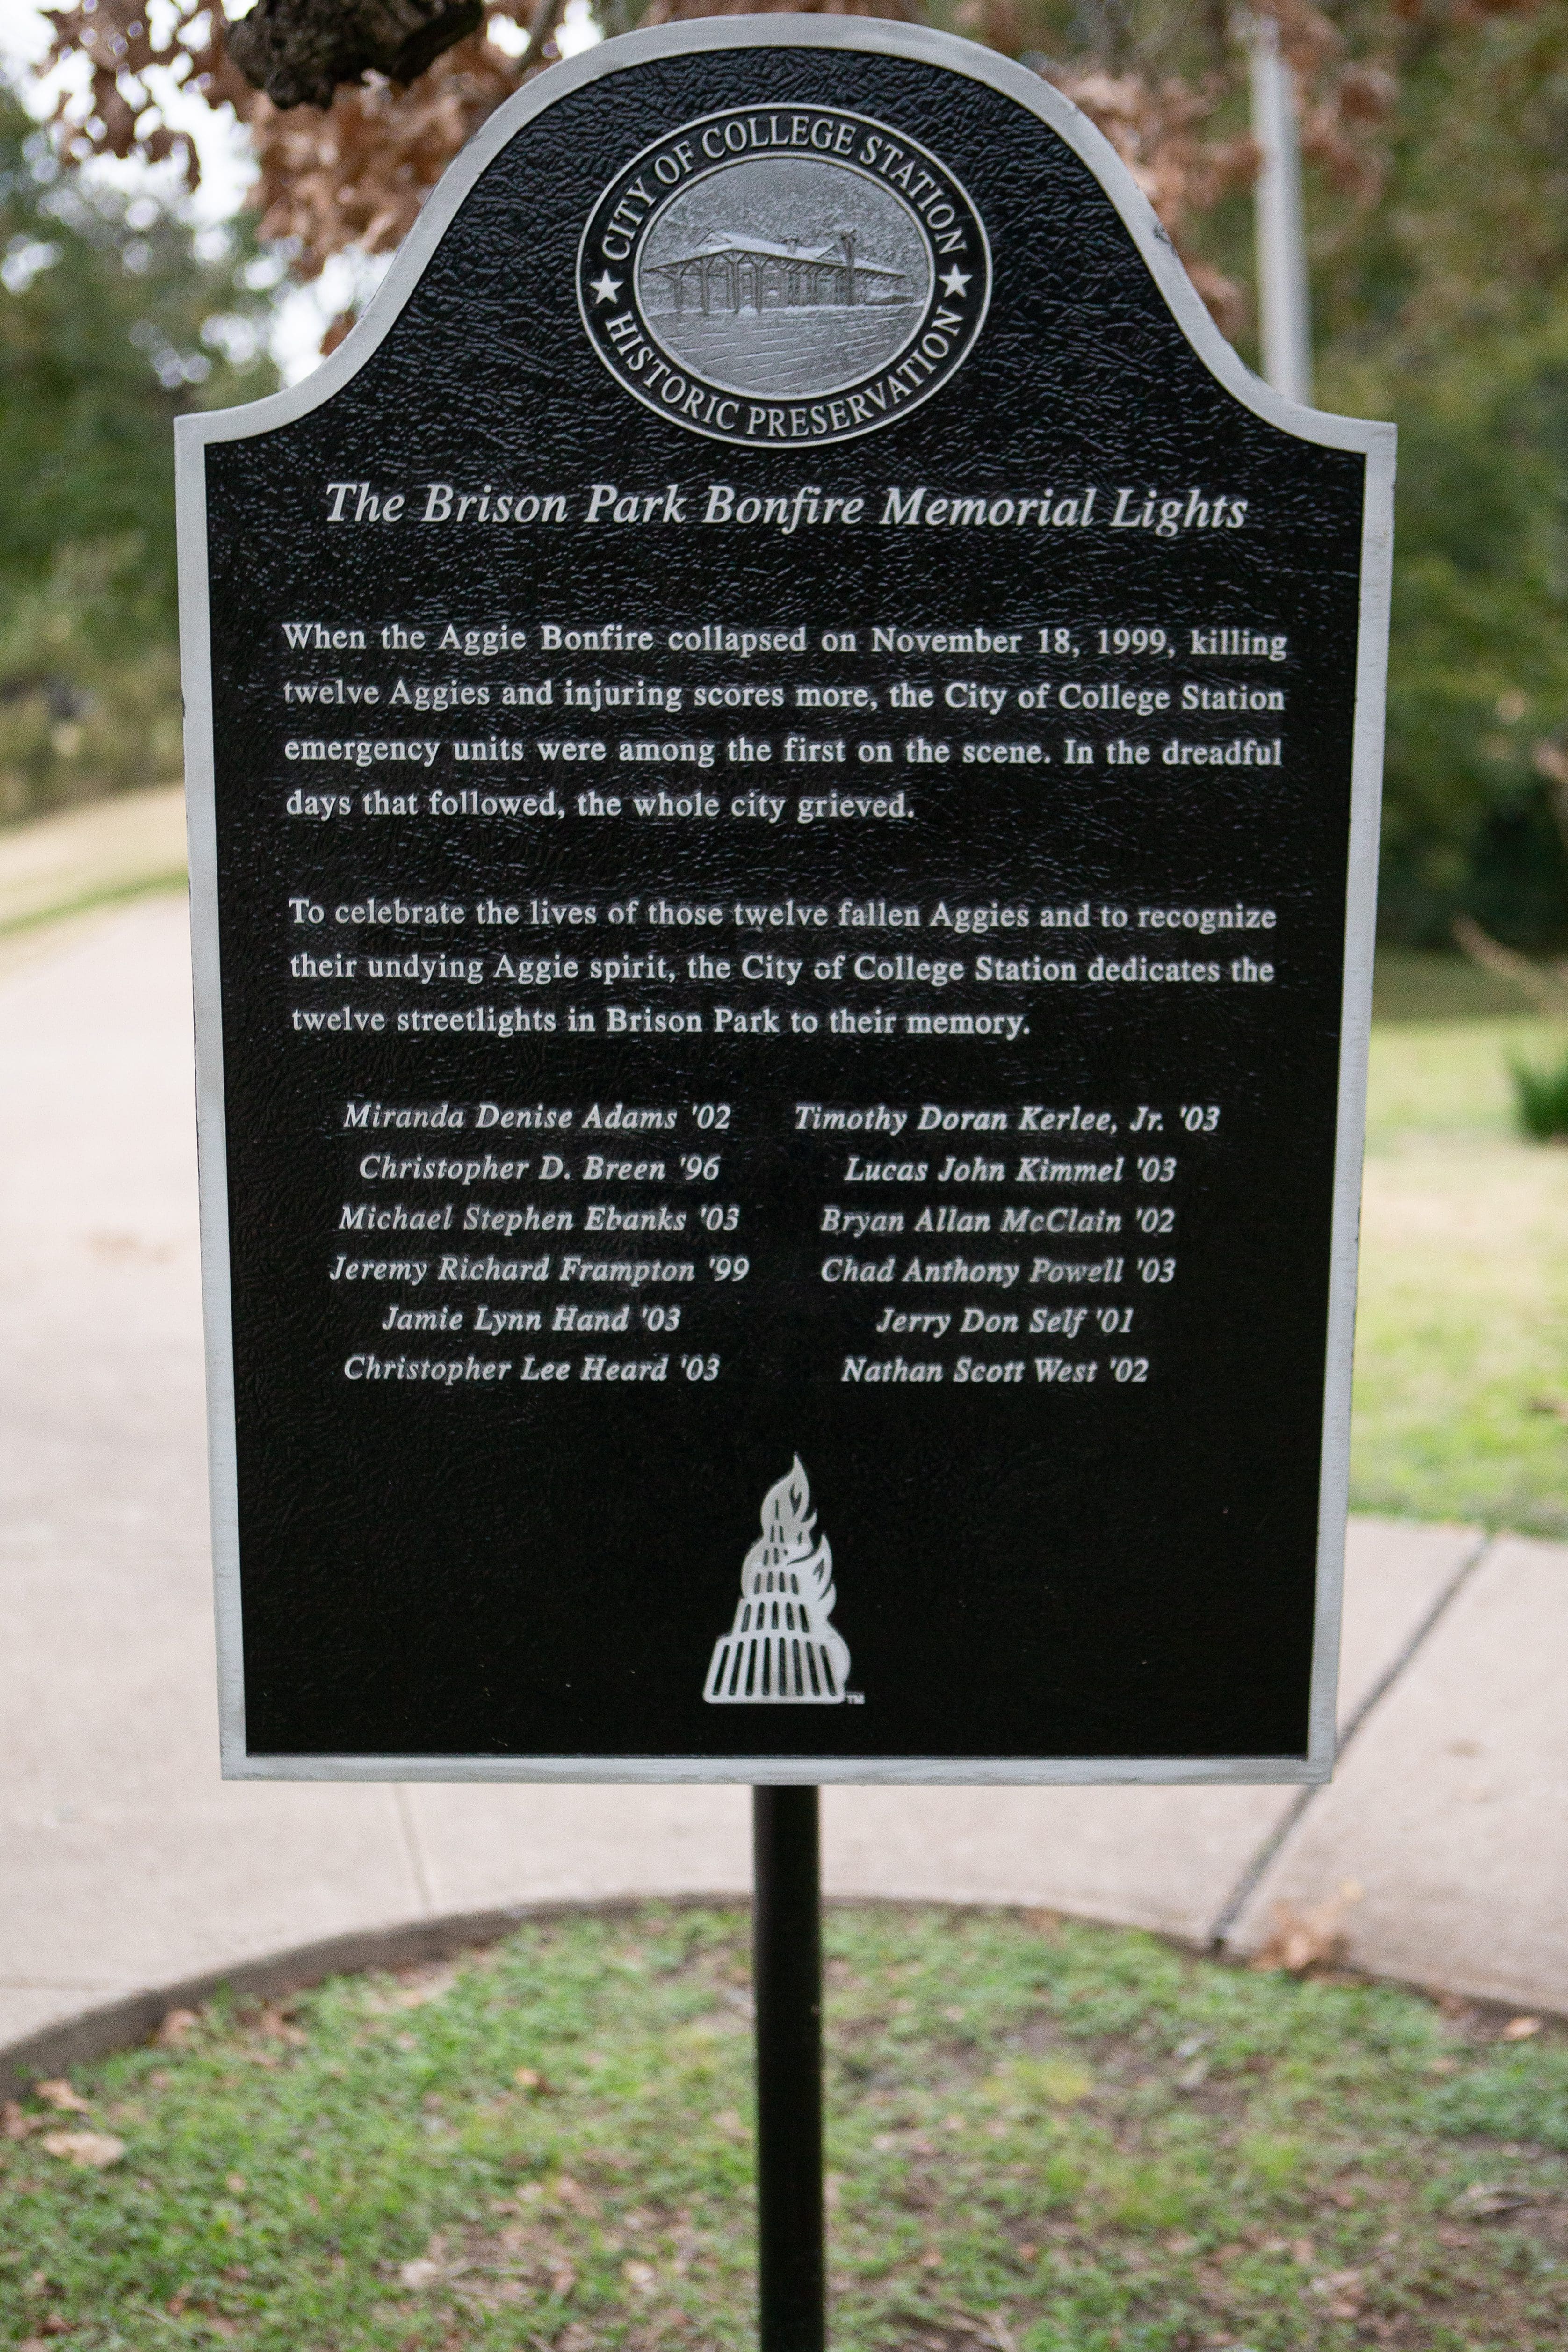 CITY OF COLLEGE STATION
HISTORIC PRESERVATION
The Brison Park Bonfire Memorial Lights
When the Aggie Bonfire collapsed on November 18, 1999, killing
twelve Aggies and injuring scores more, the City of College Station
emergency units were among the first on the scene. In the dreadful
days that followed, the whole city grieved.
To celebrate the lives of those twelve fallen Aggies and to recognize
their undying Aggie spirit, the City of College Station dedicates the
twelve streetlights in Brison Park to their memory.
Miranda Denise Adams '02 Timothy Doran Kerlee, Jr. '03
Christopher D. Breen '96 Lucas John Kimmel '03
Michael Stephen Ebanks '03 Bryan Allan McClain '02
Jeremy Richard Frampton '99 Chad Anthony Powell '03
Jamie Lynn Hand '03 Jerry Don Self '01
Christopher Lee Heard '03 Nathan Scott West '02
TM